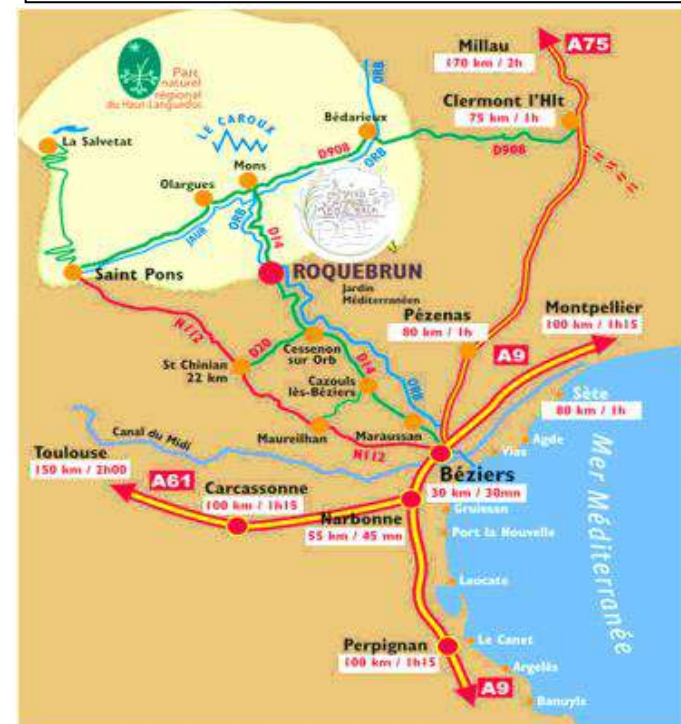 Millau
170 km / 2h
A75
Clermont l'Hlt
75 km / 1h
Parc
naturel
régional
du Haut-Languedoc
ORB
LE CAROUX
Bédarieux
La Salvetat
Mons
D908
ORB
D908
Olargues
ORB
D14
JAUR
Saint Pons
ROQUEBRUN
Jardin
Méditerranéen
Montpellier
100 km / 1h15
Pézenas
80 km / 1h
A9
N112
D20
Cessenon
sur Orb
St Chinian
22 km
D14
ORB
Cazouls
lès-Béziers
Sète
80 km / 1h
Canal du Midi
Maureilhan
Maraussan
Agde
Vias
N112
Toulouse
150 km / 2h00
A61
Carcassonne
100 km / 1h15
Béziers
30 km / 30mn
Narbonne
55 km / 45 mn
Gruissan
Port la Nouvelle
Mer Méditerranée
Leocate
Perpignan
100 km / 1h15
Le Canet
Argelès
A9
Banuyls